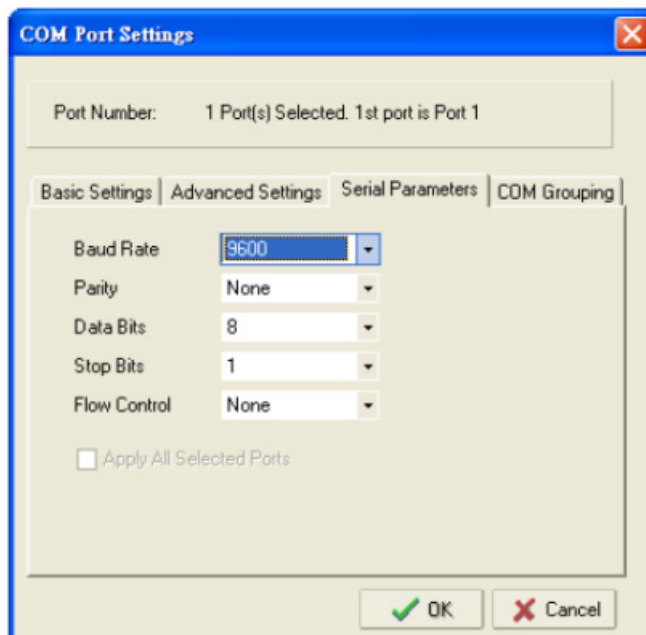 COM Port Settings
Port Number: 1 Port(s) Selected. 1st port is Port 1
Basic Settings Advanced Settings Serial Parameters COM Grouping
Baud Rate 9600
Parity None
Data Bits 8
Stop Bits 1
Flow Control None
Apply All Selected Ports
OK Cancel